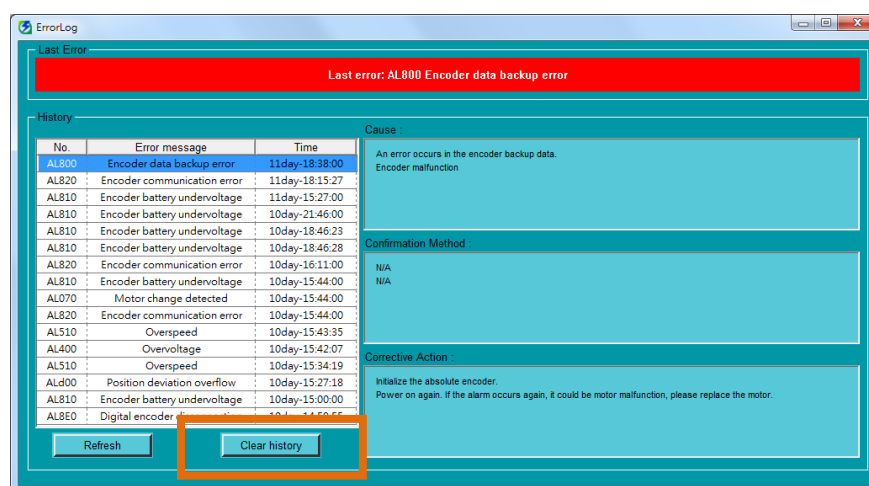 ErrorLog
Last Error
Last error: AL800 Encoder data backup error
History
No. Error message Time
AL800 Encoder data backup error 11day-18:38:00
AL820 Encoder communication error 11day-18:15:27
AL810 Encoder battery undervoltage 11day-15:27:00
AL810 Encoder battery undervoltage 10day-21:46:00
AL810 Encoder battery undervoltage 10day-18:46:23
AL810 Encoder battery undervoltage 10day-18:46:28
AL820 Encoder communication error 10day-16:11:00
AL810 Encoder battery undervoltage 10day-15:44:00
AL070 Motor change detected 10day-15:44:00
AL820 Encoder communication error 10day-15:44:00
AL510 Overspeed 10day-15:43:35
AL400 Overvoltage 10day-15:42:07
AL510 Overspeed 10day-15:34:19
ALd00 Position deviation overflow 10day-15:27:18
AL810 Encoder battery undervoltage 10day-15:00:00
AL8E0 Digital encoder
Refresh Clear history
Cause :
An error occurs in the encoder backup data.
Encoder malfunction
Confirmation Method :
N/A
N/A
Corrective Action :
Initialize the absolute encoder.
Power on again. If the alarm occurs again, it could be motor malfunction, please replace the motor.